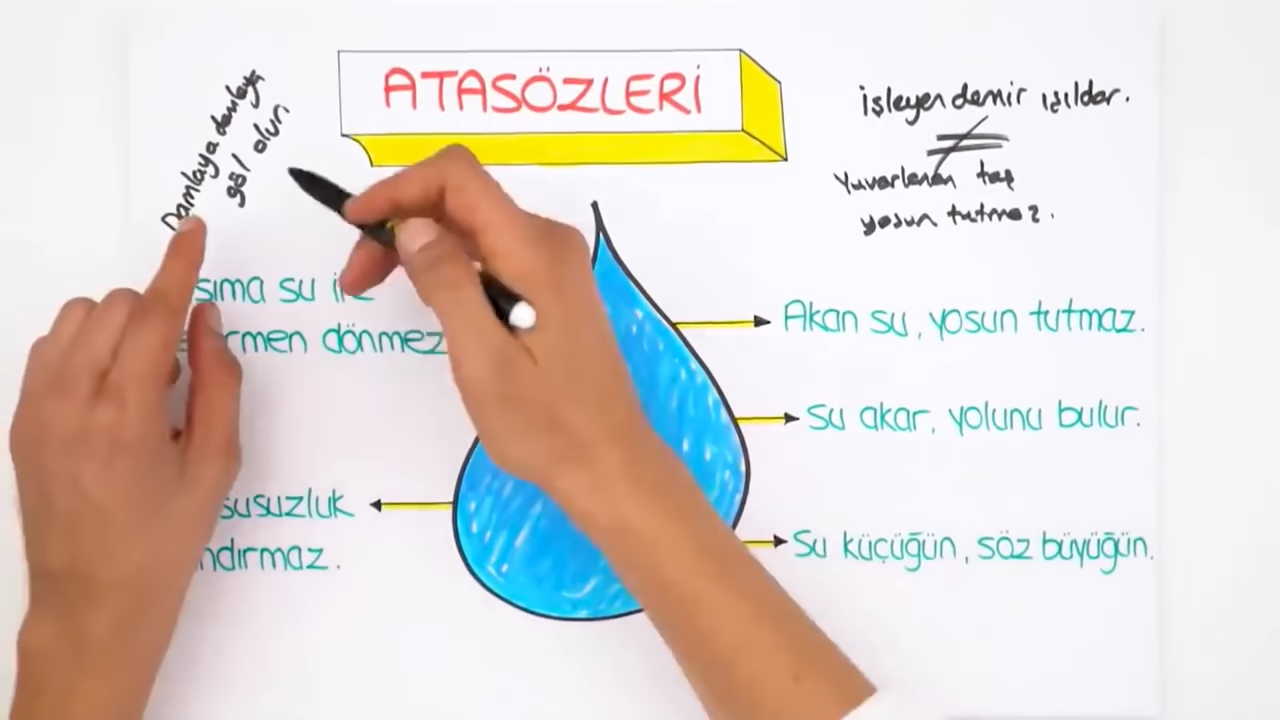 ATASÖZLERİ
Damlaya damlaya
göl olur.
İşleyen demir ışıldar.
Yuvarlanan taş
yosun tutmaz.
sıma su
rmen dönmez
Akan su, yosun tutmaz.
Su akar, yolunu bulur.
susuzluk
ndırmaz.
Su küçüğün, söz büyüğün.